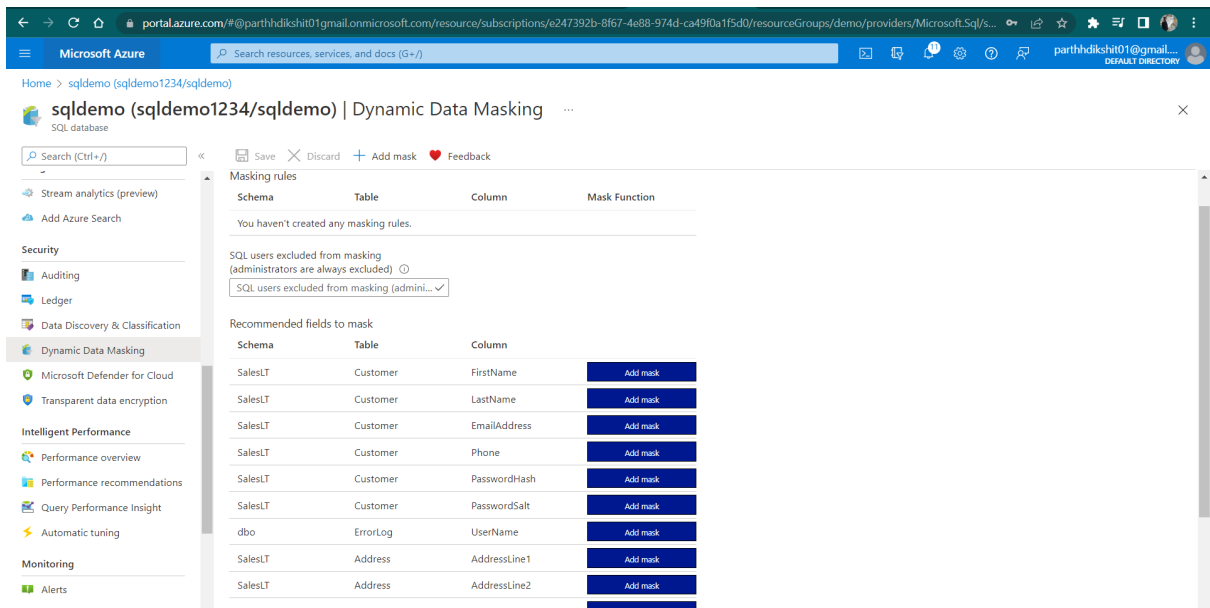 portal.azure.com/#@parthhdikshit01gmail.onmicrosoft.com/resource/subscriptions/e247392b-8f67-4e88-974d-ca49f0a1f5d0/resourceGroups/demo/providers/Microsoft.Sql/s...
Microsoft Azure
Search resources, services, and docs (G+/)
11
parthhdikshit01@gmail....
DEFAULT DIRECTORY
Home > sqldemo (sqldemo1234/sqldemo)
sqldemo (sqldemo1234/sqldemo) | Dynamic Data Masking ...
SQL database
Search (Ctrl+/)
«
Save Discard Add mask Feedback
Stream analytics (preview)
Add Azure Search
Security
Auditing
Ledger
Data Discovery & Classification
Dynamic Data Masking
Microsoft Defender for Cloud
Transparent data encryption
Intelligent Performance
Performance overview
Performance recommendations
Query Performance Insight
Automatic tuning
Monitoring
Alerts
Masking rules
Schema Table Column Mask Function
You haven't created any masking rules.
SQL users excluded from masking
(administrators are always excluded)
SQL users excluded from masking (admini...
Recommended fields to mask
Schema Table Column
SalesLT Customer FirstName Add mask
SalesLT Customer LastName Add mask
SalesLT Customer EmailAddress Add mask
SalesLT Customer Phone Add mask
SalesLT Customer PasswordHash Add mask
SalesLT Customer PasswordSalt Add mask
dbo ErrorLog UserName Add mask
SalesLT Address AddressLine1 Add mask
SalesLT Address AddressLine2 Add mask